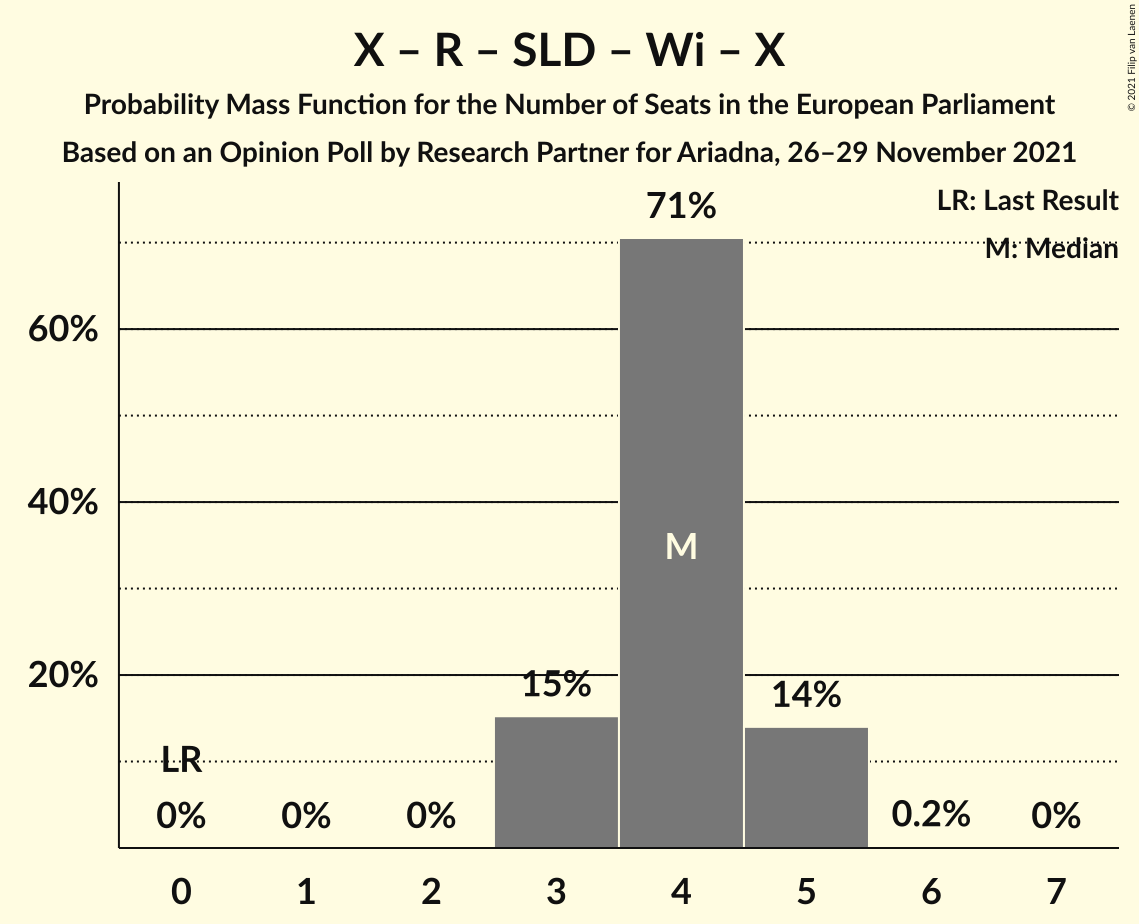 X – R – SLD – Wi – X
Probability Mass Function for the Number of Seats in the European Parliament
Based on an Opinion Poll by Research Partner for Ariadna, 26–29 November 2021
© 2021 Filip van Laenen
LR: Last Result
M: Median
71%
60%
40%
M
20%
15%
14%
LR
0%
0%
0%
0.2%
0%
0
1
2
3
4
5
6
7